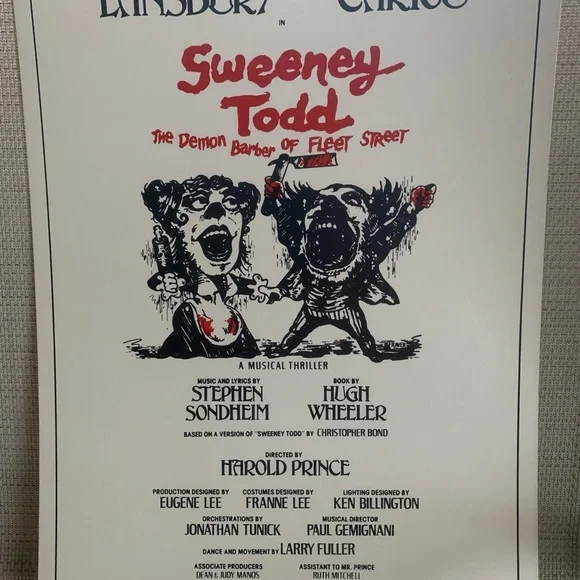 LANSBURY CARIOU
IN
Sweeney
Todd
The Demon Barber OF FLEET STREET
A MUSICAL THRILLER
MUSIC AND LYRICS BY BOOK BY
STEPHEN HUGH
SONDHEIM WHEELER
BASED ON A VERSION OF "SWEENEY TODD" BY CHRISTOPHER BOND
DIRECTED BY
HAROLD PRINCE
PRODUCTION DESIGNED BY COSTUMES DESIGNED BY LIGHTING DESIGNED BY
EUGENE LEE FRANNE LEE KEN BILLINGTON
ORCHESTRATIONS BY MUSICAL DIRECTOR
JONATHAN TUNICK PAUL GEMIGNANI
DANCE AND MOVEMENT BY LARRY FULLER
ASSOCIATE PRODUCERS ASSISTANT TO MR. PRINCE
DEAN & JUDY MANOS RUTH MITCHELL